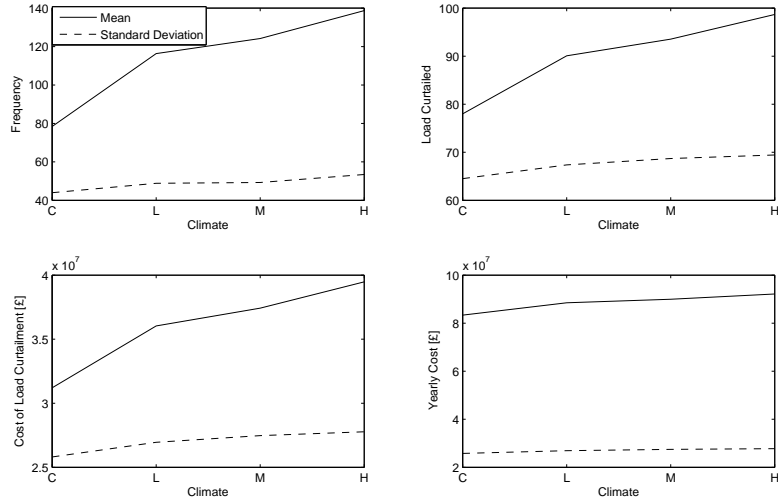 Mean
Standard Deviation
140
120
100
80
60
40
Frequency
C
L
M
H
Climate
100
90
80
70
60
Load Curtailed
C
L
M
H
Climate
x 10^7
4
3.5
3
2.5
Cost of Load Curtailment [£]
C
L
M
H
Climate
x 10^7
10
8
6
4
2
Yearly Cost [£]
C
L
M
H
Climate